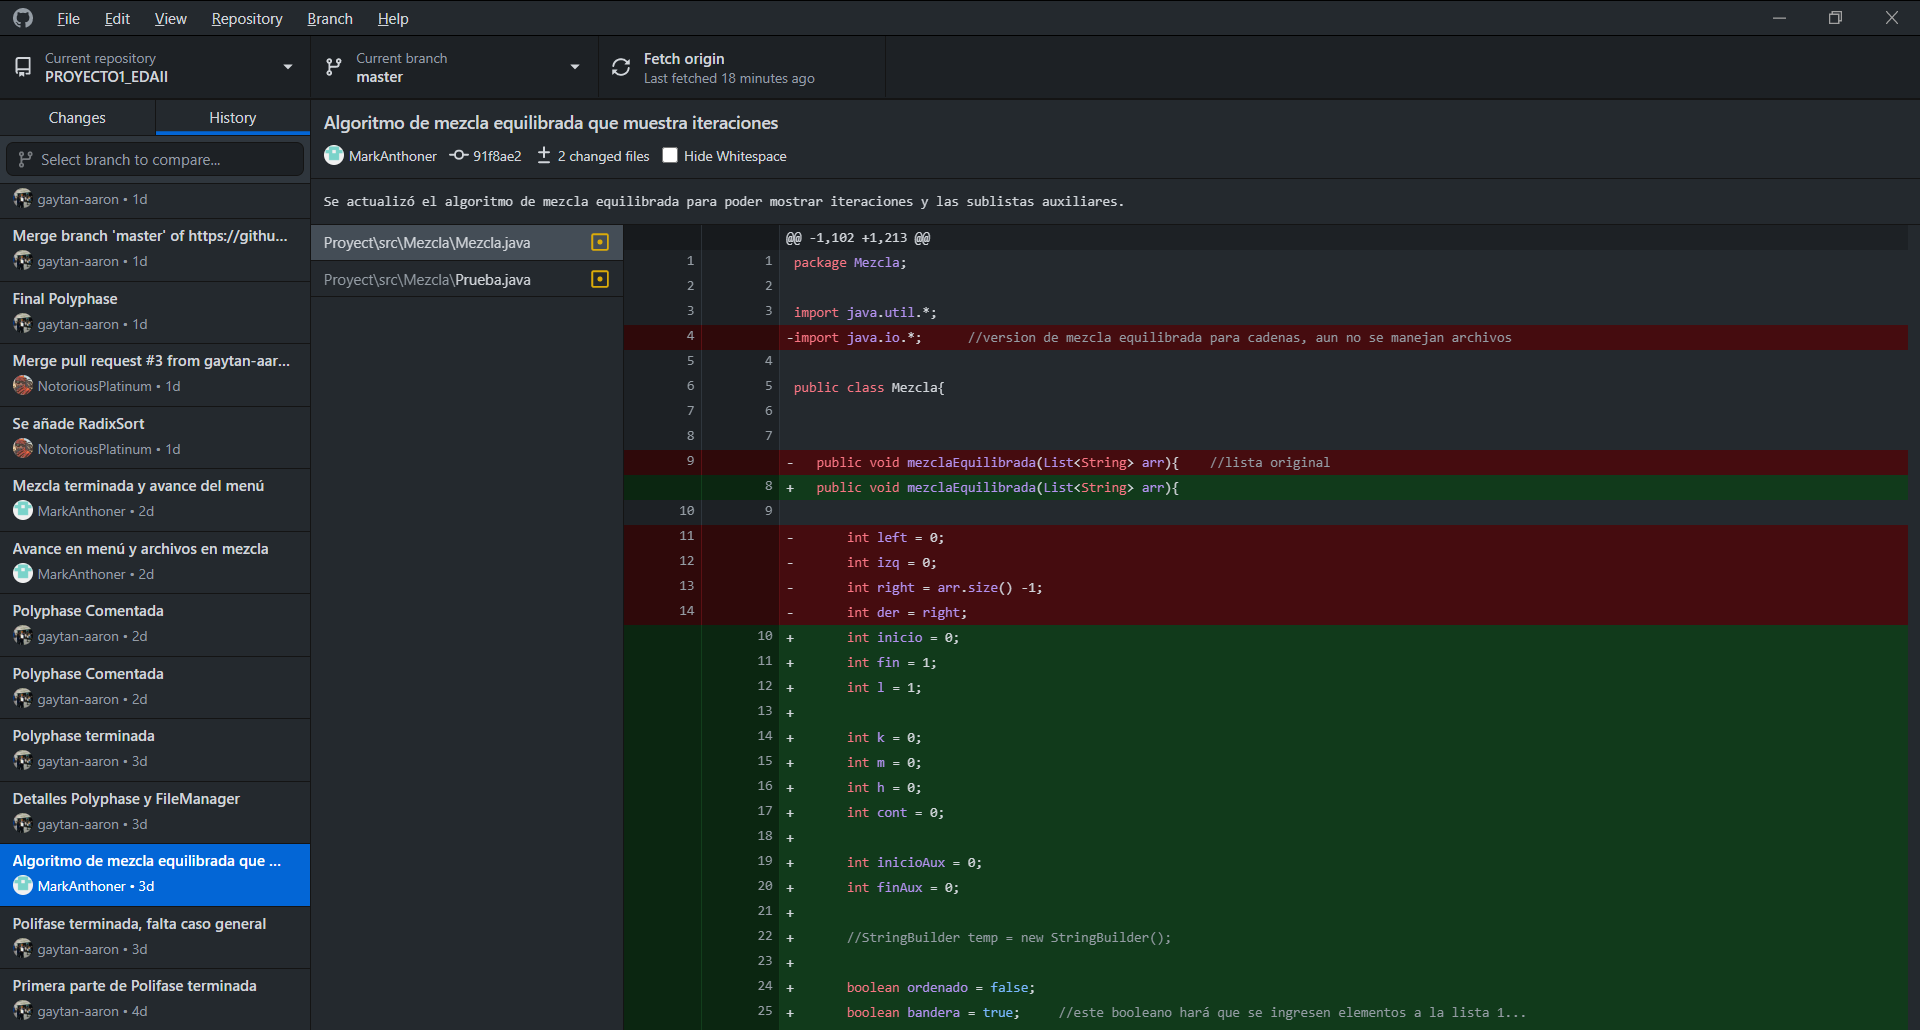 File Edit View Repository Branch Help
Current repository
PROYECTO1_EDAII
Current branch
master
Fetch origin
Last fetched 18 minutes ago
Changes
History
Select branch to compare...
gaytan-aaron • 1d
Merge branch 'master' of https://githu...
gaytan-aaron • 1d
Final Polyphase
gaytan-aaron • 1d
Merge pull request #3 from gaytan-aar...
NotoriousPlatinum • 1d
Se añade RadixSort
NotoriousPlatinum • 1d
Mezcla terminada y avance del menú
MarkAnthoner • 2d
Avance en menú y archivos en mezcla
MarkAnthoner • 2d
Polyphase Comentada
gaytan-aaron • 2d
Polyphase Comentada
gaytan-aaron • 2d
Polyphase terminada
gaytan-aaron • 3d
Detalles Polyphase y FileManager
gaytan-aaron • 3d
Algoritmo de mezcla equilibrada que ...
MarkAnthoner • 3d
Polifase terminada, falta caso general
gaytan-aaron • 3d
Primera parte de Polifase terminada
gaytan-aaron • 4d
Algoritmo de mezcla equilibrada que muestra iteraciones
MarkAnthoner 91f8ae2 2 changed files Hide Whitespace
Se actualizó el algoritmo de mezcla equilibrada para poder mostrar iteraciones y las sublistas auxiliares.
Proyect\src\Mezcla\Mezcla.java
Proyect\src\Mezcla\Prueba.java
@@ -1,102 +1,213 @@
1 1 package Mezcla;
2 2
3 3 import java.util.*;
4 -import java.io.*; //version de mezcla equilibrada para cadenas, aun no se manejan archivos
5 4
6 5 public class Mezcla{
7 6
8 7
9 - public void mezclaEquilibrada(List<String> arr){ //lista original
8 + public void mezclaEquilibrada(List<String> arr){
10 9
11 - int left = 0;
12 - int izq = 0;
13 - int right = arr.size() -1;
14 - int der = right;
10 + int inicio = 0;
11 + int fin = 1;
12 + int l = 1;
13 +
14 + int k = 0;
15 + int m = 0;
16 + int h = 0;
17 + int cont = 0;
18 +
19 + int inicioAux = 0;
20 + int finAux = 0;
21 +
22 + //StringBuilder temp = new StringBuilder();
23 +
24 + boolean ordenado = false;
25 + boolean bandera = true; //este booleano hará que se ingresen elementos a la lista 1...